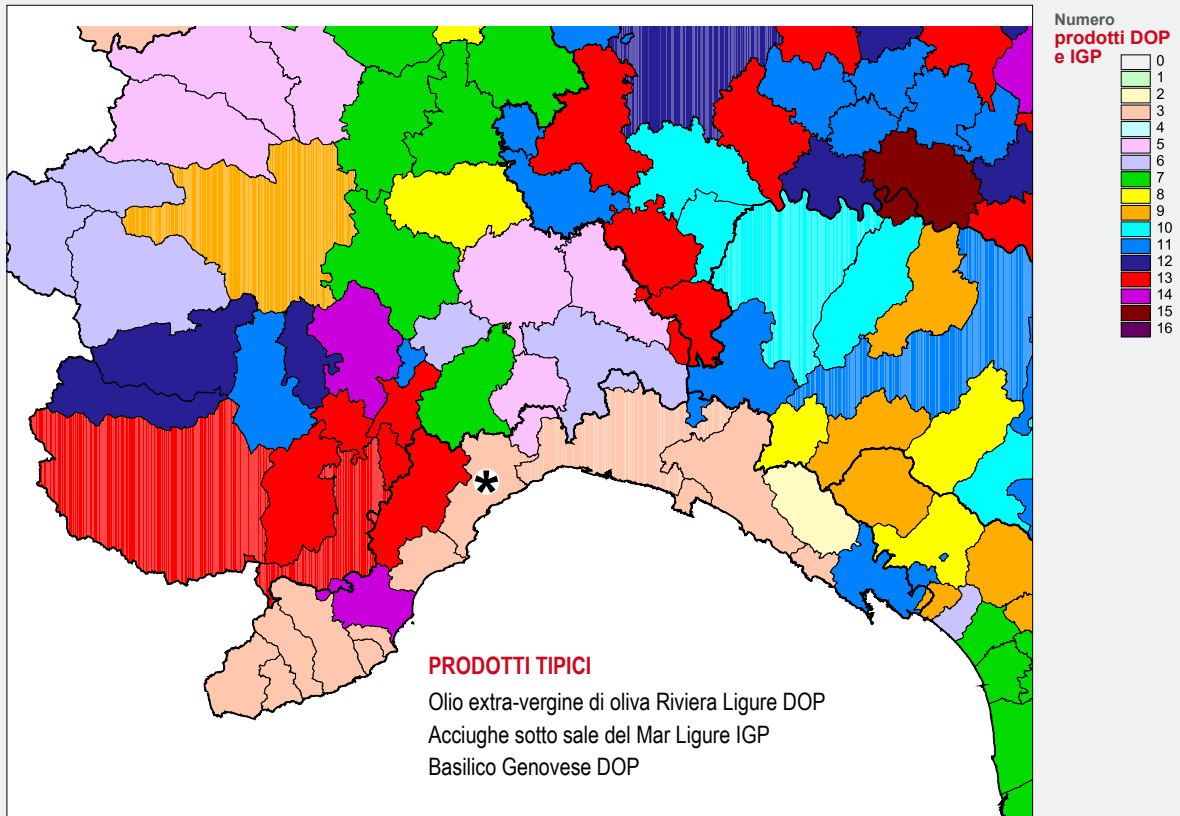 Numero
prodotti DOP
e IGP
0
1
2
3
4
5
6
7
8
9
10
11
12
13
14
15
16
*
PRODOTTI TIPICI
Olio extra-vergine di oliva Riviera Ligure DOP
Acciughe sotto sale del Mar Ligure IGP
Basilico Genovese DOP